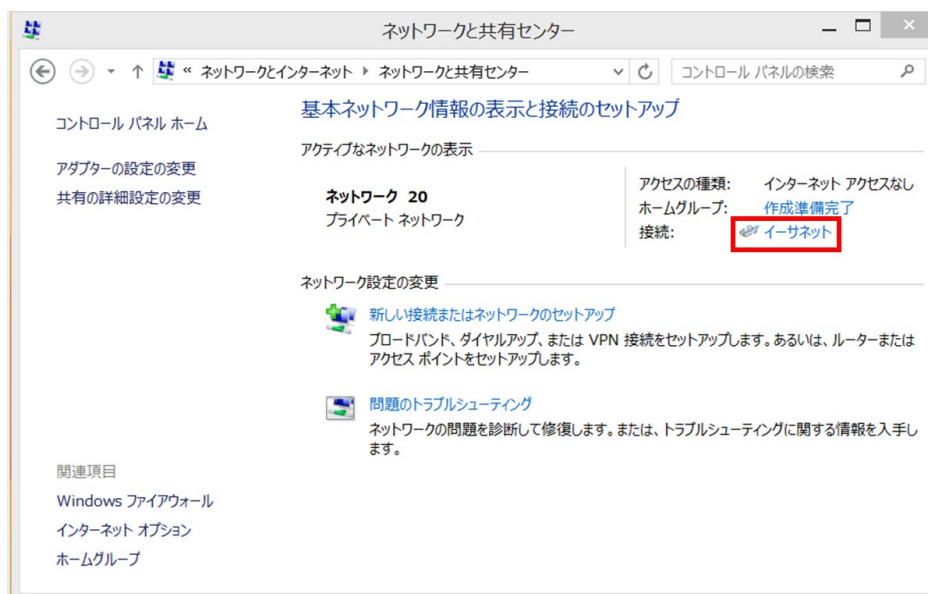 ネットワークと共有センター
« ネットワークとインターネット ネットワークと共有センター
コントロール パネルの検索
コントロール パネル ホーム
アダプターの設定の変更
共有の詳細設定の変更
基本ネットワーク情報の表示と接続のセットアップ
アクティブなネットワークの表示
ネットワーク 20
プライベート ネットワーク
アクセスの種類: インターネット アクセスなし
ホームグループ: 作成準備完了
接続: イーサネット
ネットワーク設定の変更
新しい接続またはネットワークのセットアップ
ブロードバンド、ダイヤルアップ、または VPN 接続をセットアップします。あるいは、ルーターまたは
アクセス ポイントをセットアップします。
問題のトラブルシューティング
ネットワークの問題を診断して修復します。または、トラブルシューティングに関する情報を入手し
ます。
関連項目
Windows ファイアウォール
インターネット オプション
ホームグループ